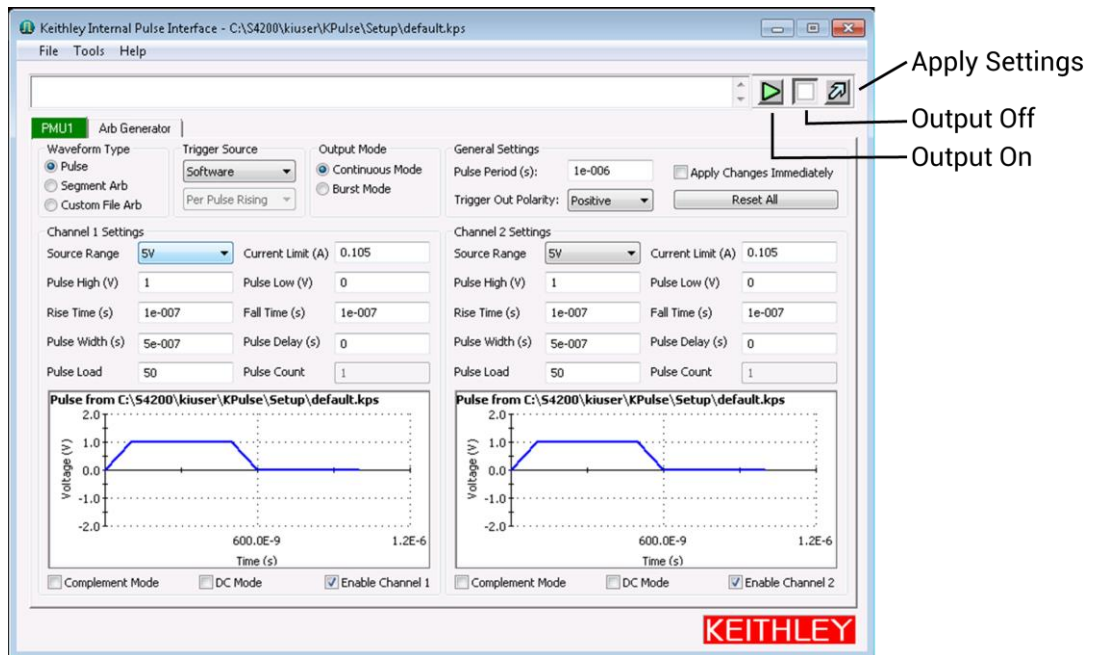 Keithley Internal Pulse Interface - C:\S4200\kiuser\KPulse\Setup\default.kps
File Tools Help
Apply Settings
Output Off
Output On
PMU1 Arb Generator
Waveform Type
Pulse
Segment Arb
Custom File Arb
Trigger Source
Software
Per Pulse Rising
Output Mode
Continuous Mode
Burst Mode
General Settings
Pulse Period (s): 1e-006
Apply Changes Immediately
Trigger Out Polarity: Positive
Reset All
Channel 1 Settings
Source Range 5V Current Limit (A) 0.105
Pulse High (V) 1 Pulse Low (V) 0
Rise Time (s) 1e-007 Fall Time (s) 1e-007
Pulse Width (s) 5e-007 Pulse Delay (s) 0
Pulse Load 50 Pulse Count 1
Pulse from C:\S4200\kiuser\KPulse\Setup\default.kps
Voltage (V)
2.0
1.0
0.0
-1.0
-2.0
600.0E-9 1.2E-6
Time (s)
Complement Mode DC Mode Enable Channel 1
Channel 2 Settings
Source Range 5V Current Limit (A) 0.105
Pulse High (V) 1 Pulse Low (V) 0
Rise Time (s) 1e-007 Fall Time (s) 1e-007
Pulse Width (s) 5e-007 Pulse Delay (s) 0
Pulse Load 50 Pulse Count 1
Pulse from C:\S4200\kiuser\KPulse\Setup\default.kps
Voltage (V)
2.0
1.0
0.0
-1.0
-2.0
600.0E-9 1.2E-6
Time (s)
Complement Mode DC Mode Enable Channel 2
KEITHLEY